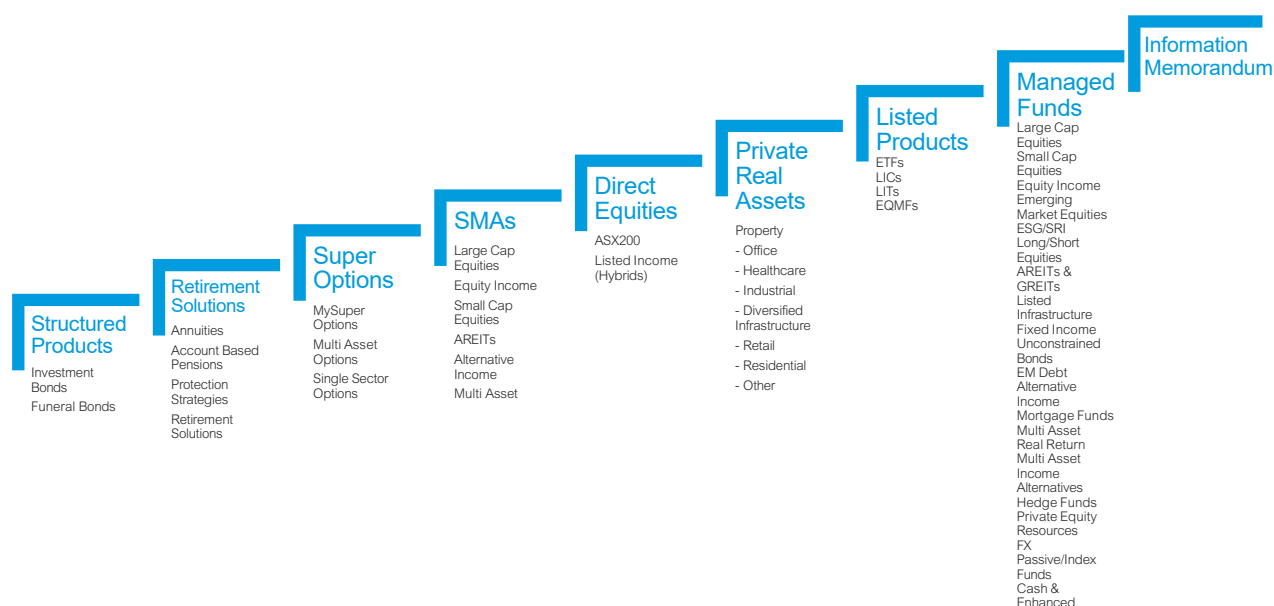 Structured
Products
Investment
Bonds
Funeral Bonds
Retirement
Solutions
Annuities
Account Based
Pensions
Protection
Strategies
Retirement
Solutions
Super
Options
MySuper
Options
Multi Asset
Options
Single Sector
Options
SMAs
Large Cap
Equities
Equity Income
Small Cap
Equities
AREITs
Alternative
Income
Multi Asset
Direct
Equities
ASX200
Listed Income
(Hybrids)
Private
Real
Assets
Property
- Office
- Healthcare
- Industrial
- Diversified
Infrastructure
- Retail
- Residential
- Other
Listed
Products
ETFs
LICs
LITs
EQMFs
Managed
Funds
Large Cap
Equities
Small Cap
Equities
Equity Income
Emerging
Market Equities
ESG/SRI
Long/Short
Equities
AREITs &
GREITs
Listed
Infrastructure
Fixed Income
Unconstrained
Bonds
EM Debt
Alternative
Income
Mortgage Funds
Multi Asset
Real Return
Multi Asset
Income
Alternatives
Hedge Funds
Private Equity
Resources
FX
Passive/Index
Funds
Cash &
Enhanced
Information
Memorandum